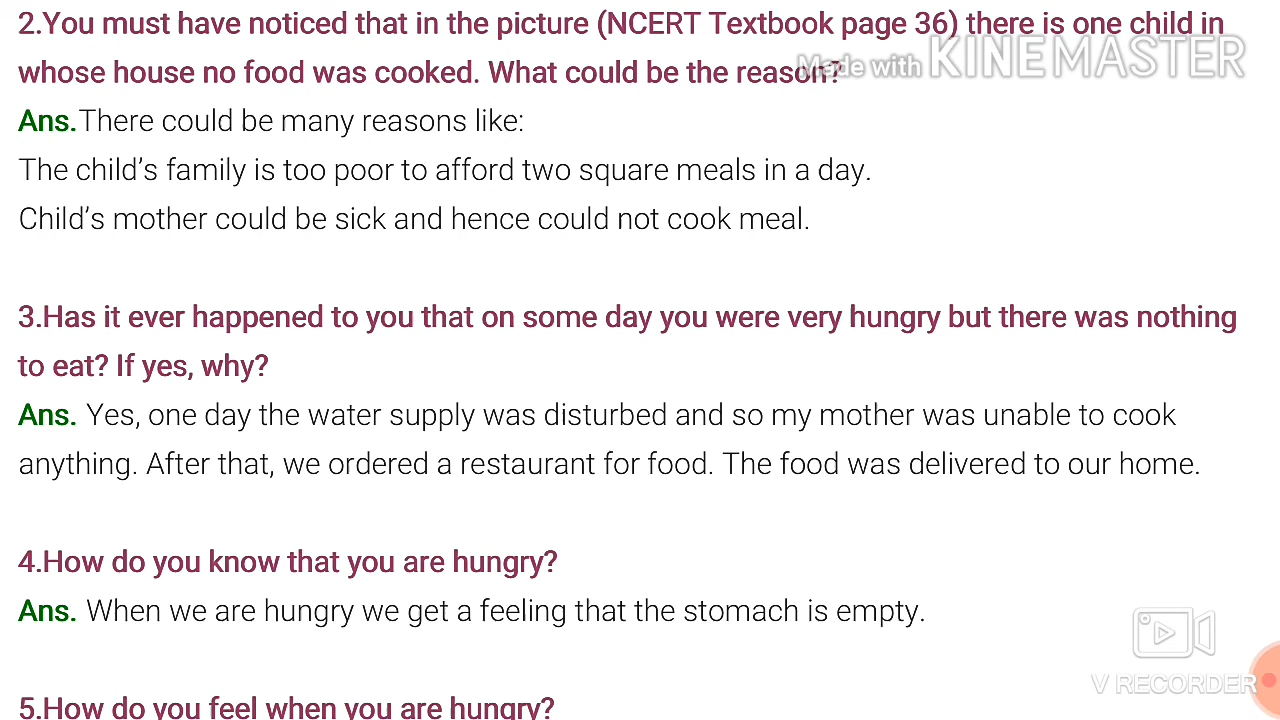 2.You must have noticed that in the picture (NCERT Textbook page 36) there is one child in
whose house no food was cooked. What could be the reason?
Made with KINEMASTER
Ans.There could be many reasons like:
The child’s family is too poor to afford two square meals in a day.
Child’s mother could be sick and hence could not cook meal.
3.Has it ever happened to you that on some day you were very hungry but there was nothing
to eat? If yes, why?
Ans. Yes, one day the water supply was disturbed and so my mother was unable to cook
anything. After that, we ordered a restaurant for food. The food was delivered to our home.
4.How do you know that you are hungry?
Ans. When we are hungry we get a feeling that the stomach is empty.
V RECORDER
5.How do you feel when you are hungry?